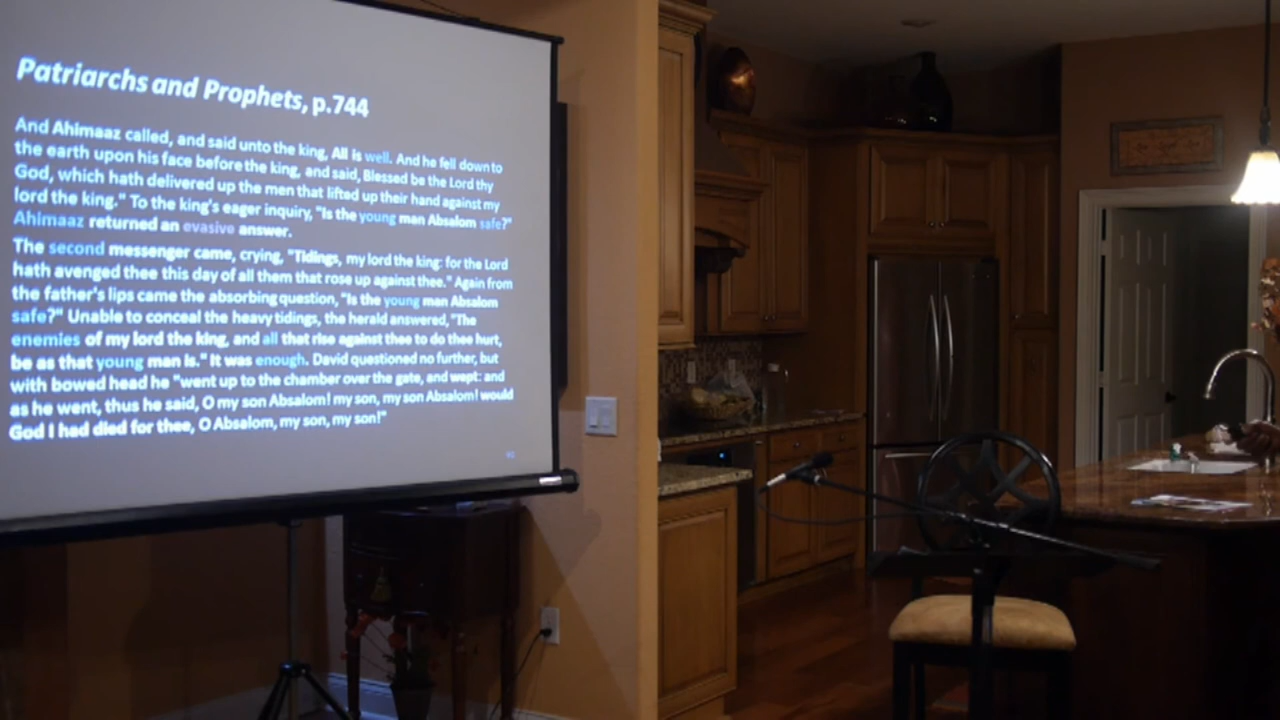 Patriarchs and Prophets, p.744
And Ahimaaz called, and said unto the king, All is well. And he fell down to
the earth upon his face before the king, and said, Blessed be the Lord thy
God, which hath delivered up the men that lifted up their hand against my
lord the king." To the king's eager inquiry, "Is the young man Absalom safe?"
Ahimaaz returned an evasive answer.
The second messenger came, crying, "Tidings, my lord the king: for the Lord
hath avenged thee this day of all them that rose up against thee." Again from
the father's lips came the absorbing question, "Is the young man Absalom
safe?" Unable to conceal the heavy tidings, the herald answered, "The
enemies of my lord the king, and all that rise against thee to do thee hurt,
be as that young man is." It was enough. David questioned no further, but
with bowed head he "went up to the chamber over the gate, and wept: and
as he went, thus he said, O my son Absalom! my son, my son Absalom! would
God I had died for thee, O Absalom, my son, my son!"